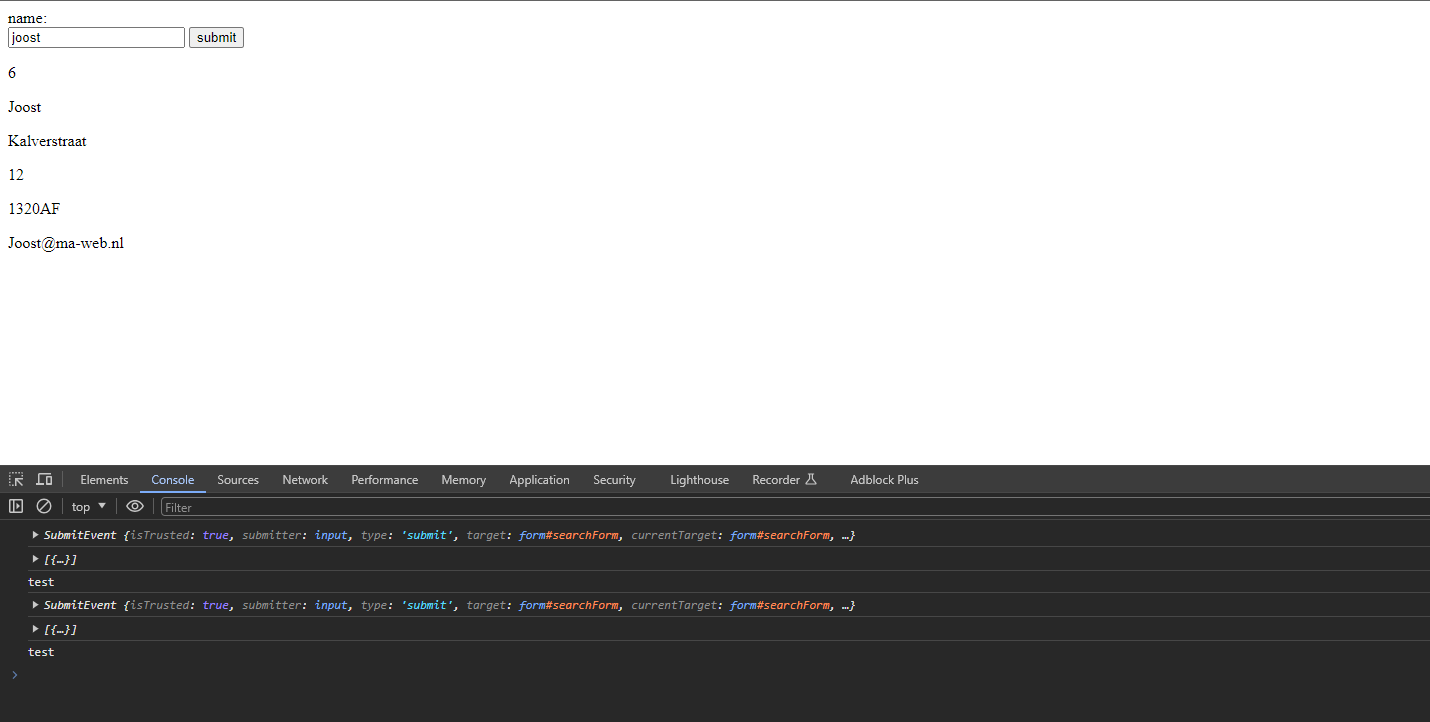 name:
joost submit
6
Joost
Kalverstraat
12
1320AF
Joost@ma-web.nl
Elements Console Sources Network Performance Memory Application Security Lighthouse Recorder Adblock Plus
top Filter
SubmitEvent {isTrusted: true, submitter: input, type: 'submit', target: form#searchForm, currentTarget: form#searchForm, …}
[{…}]
test
SubmitEvent {isTrusted: true, submitter: input, type: 'submit', target: form#searchForm, currentTarget: form#searchForm, …}
[{…}]
test